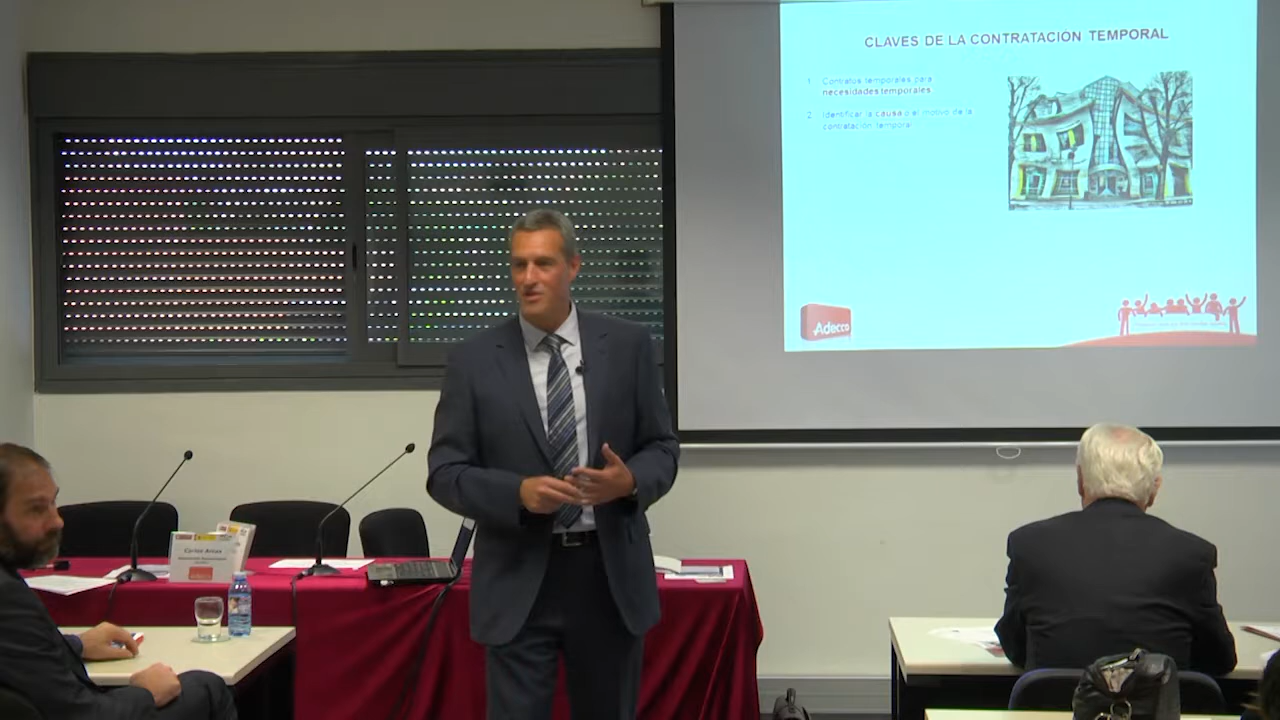 CLAVES DE LA CONTRATACIÓN TEMPORAL
1. Contratos temporales para
necesidades temporales
2. Identificar la causa o el motivo de la
contratación temporal
Adecco
Carlos